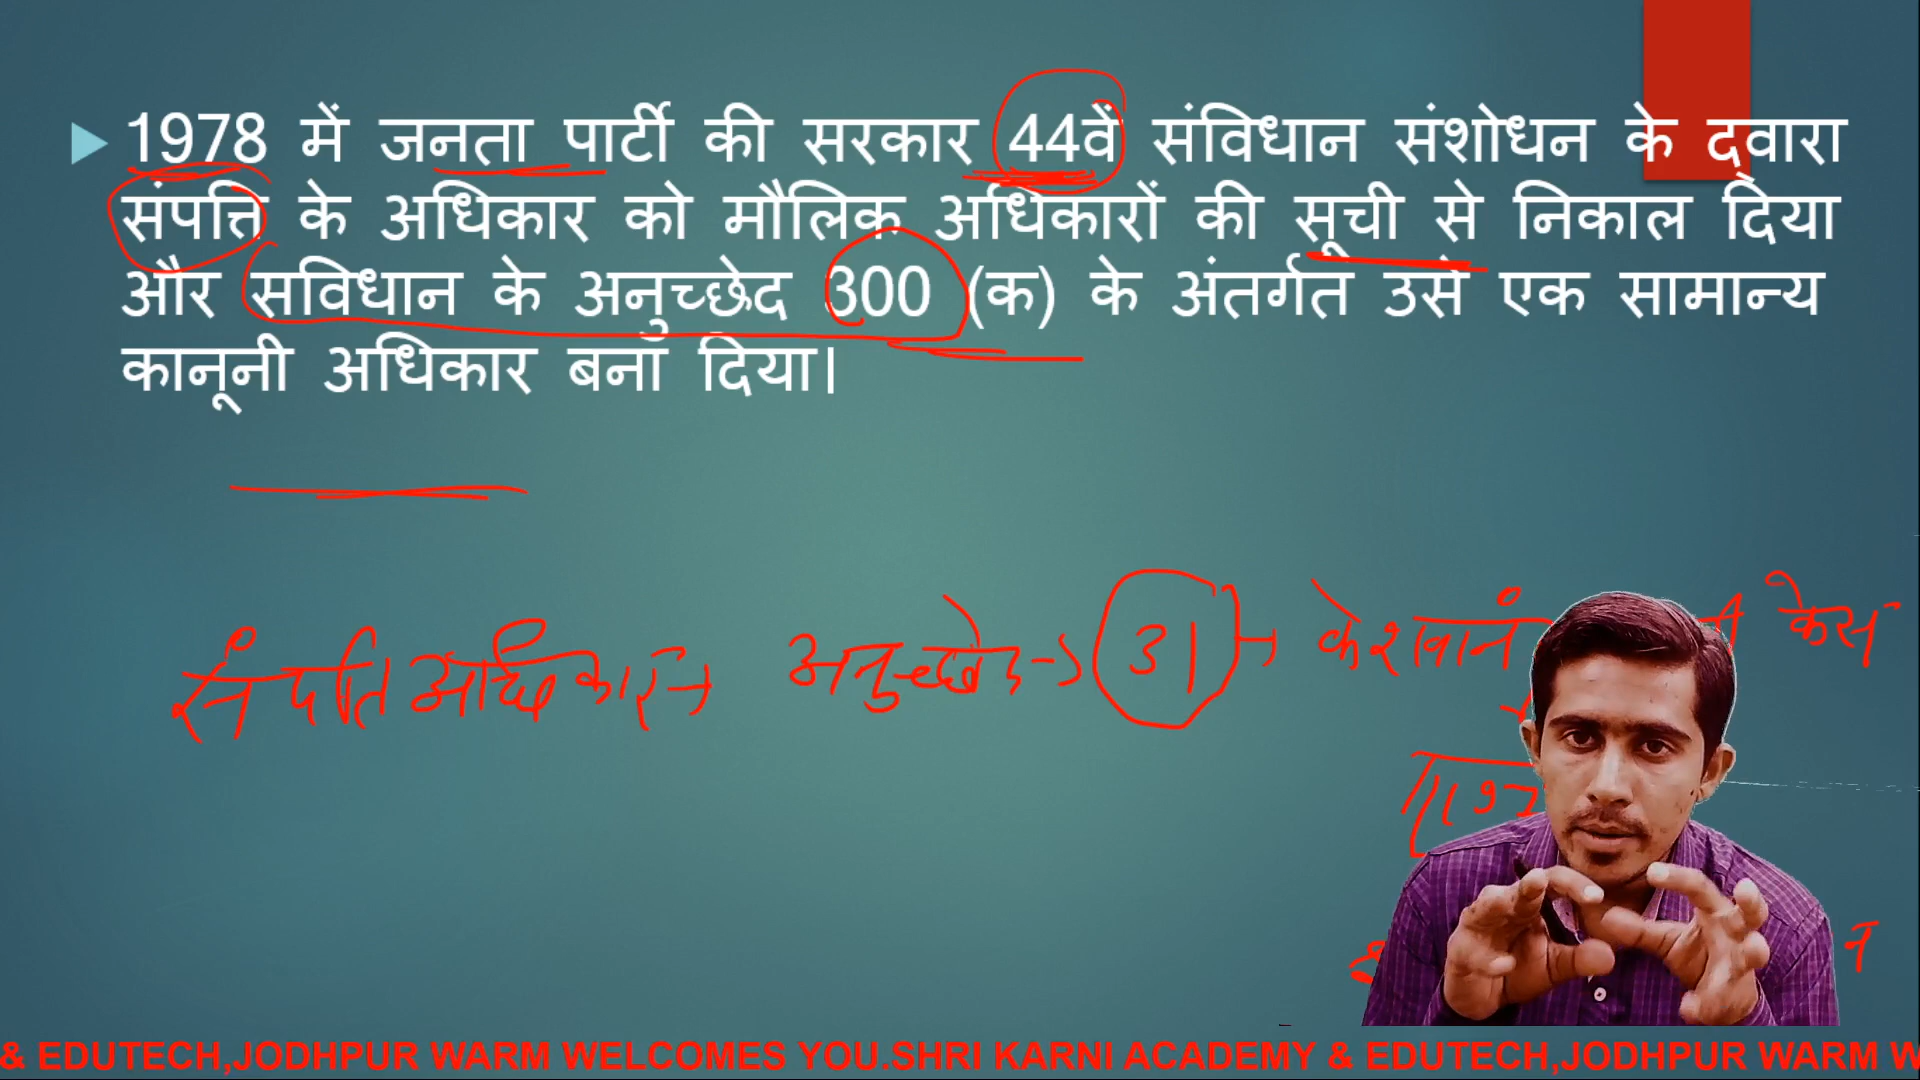 1978 में जनता पार्टी की सरकार 44वें संविधान संशोधन के द्वारा
संपत्ति के अधिकार को मौलिक अधिकारों की सूची से निकाल दिया
और सविधान के अनुच्छेद 300 (क) के अंतर्गत उसे एक सामान्य
कानूनी अधिकार बना दिया।
संपति अधिकार → अनुच्छेद → 31 → केशवानं केस
197
& EDUTECH,JODHPUR WARM WELCOMES YOU.SHRI KARNI ACADEMY & EDUTECH,JODHPUR WARM W